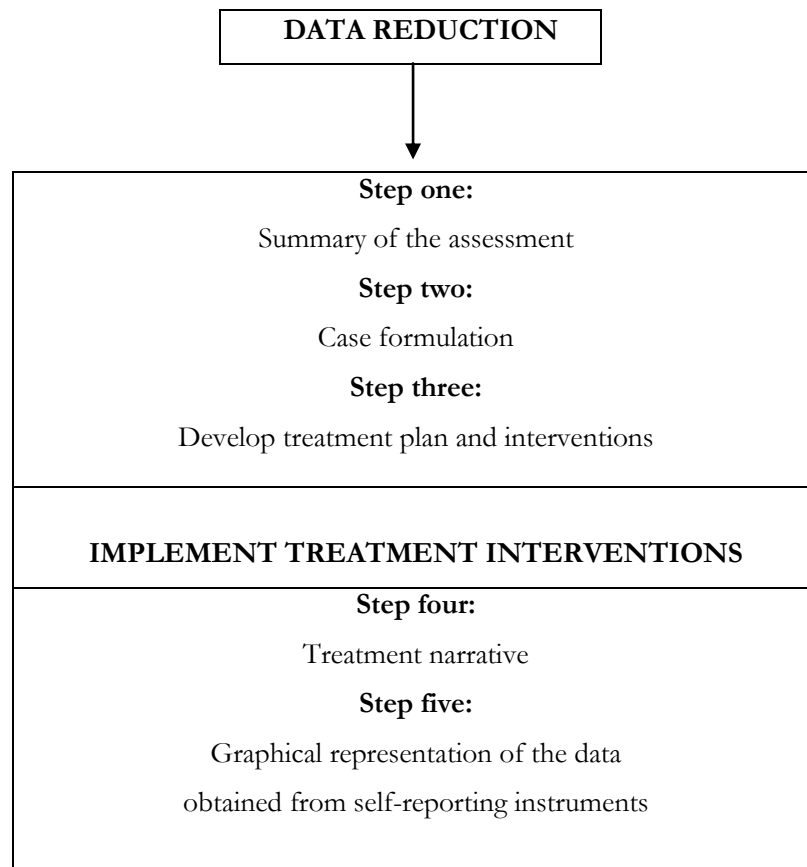 DATA REDUCTION
Step one:
Summary of the assessment
Step two:
Case formulation
Step three:
Develop treatment plan and interventions
IMPLEMENT TREATMENT INTERVENTIONS
Step four:
Treatment narrative
Step five:
Graphical representation of the data
obtained from self-reporting instruments